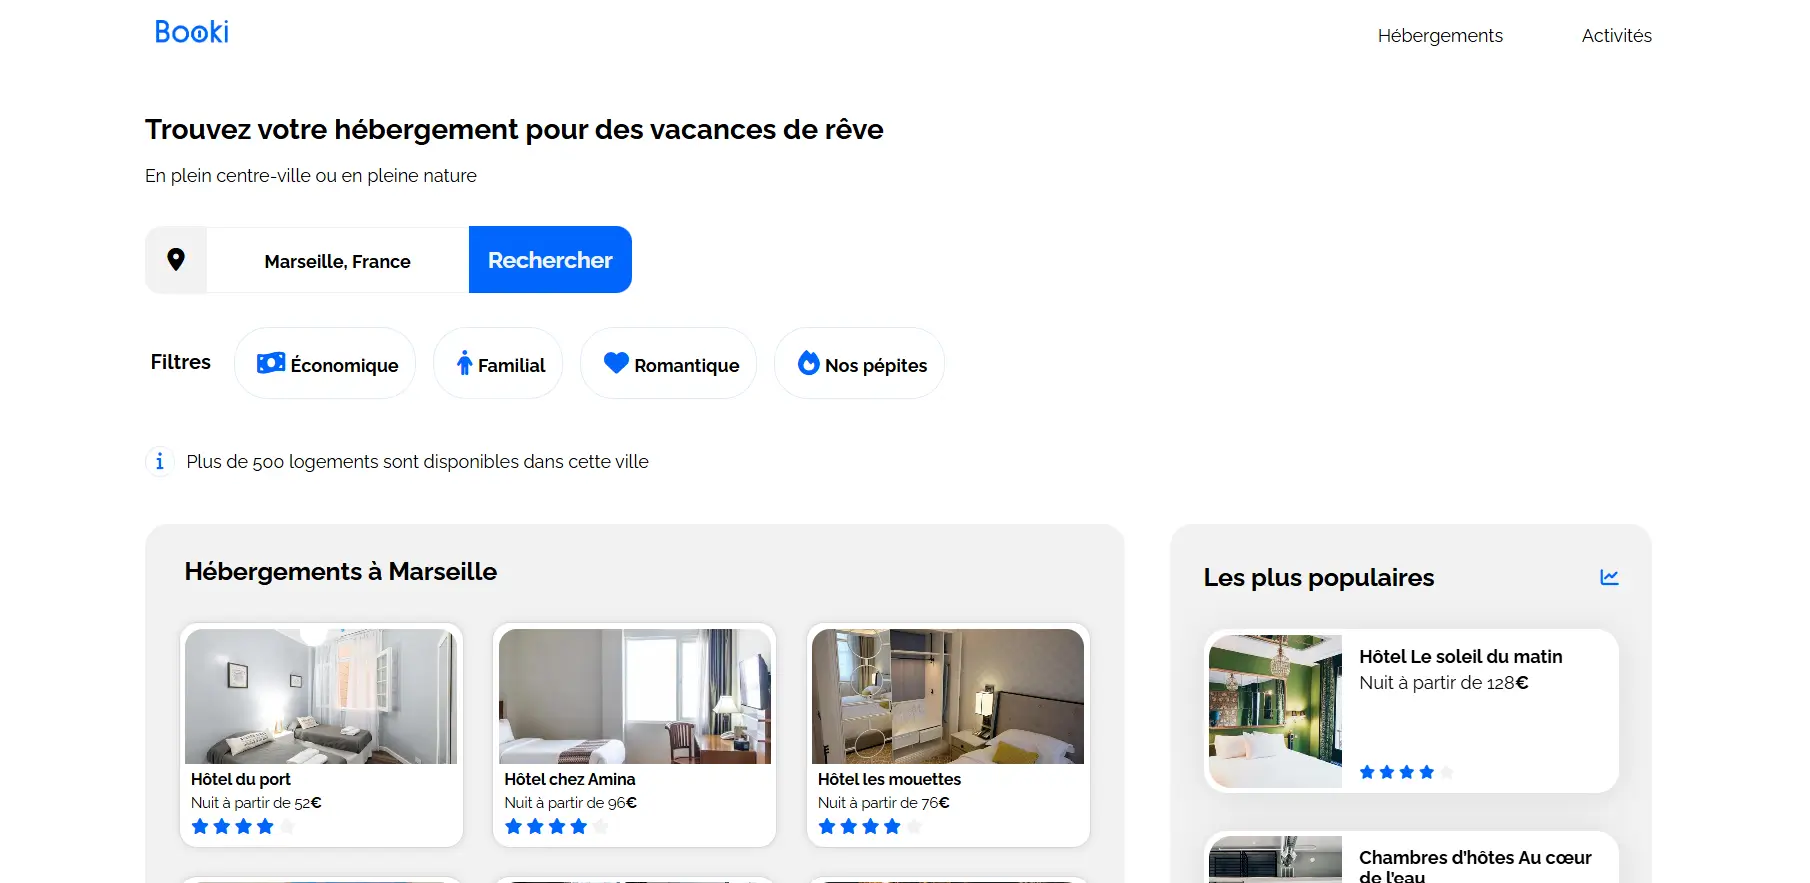 Booki
Hébergements
Activités
Trouvez votre hébergement pour des vacances de rêve
En plein centre-ville ou en pleine nature
Marseille, France
Rechercher
Filtres
Économique
Familial
Romantique
Nos pépites
Plus de 500 logements sont disponibles dans cette ville
Hébergements à Marseille
Hôtel du port
Nuit à partir de 52€
Hôtel chez Amina
Nuit à partir de 96€
Hôtel les mouettes
Nuit à partir de 76€
Les plus populaires
Hôtel Le soleil du matin
Nuit à partir de 128€
Chambres d'hôtes Au cœur
de l'eau